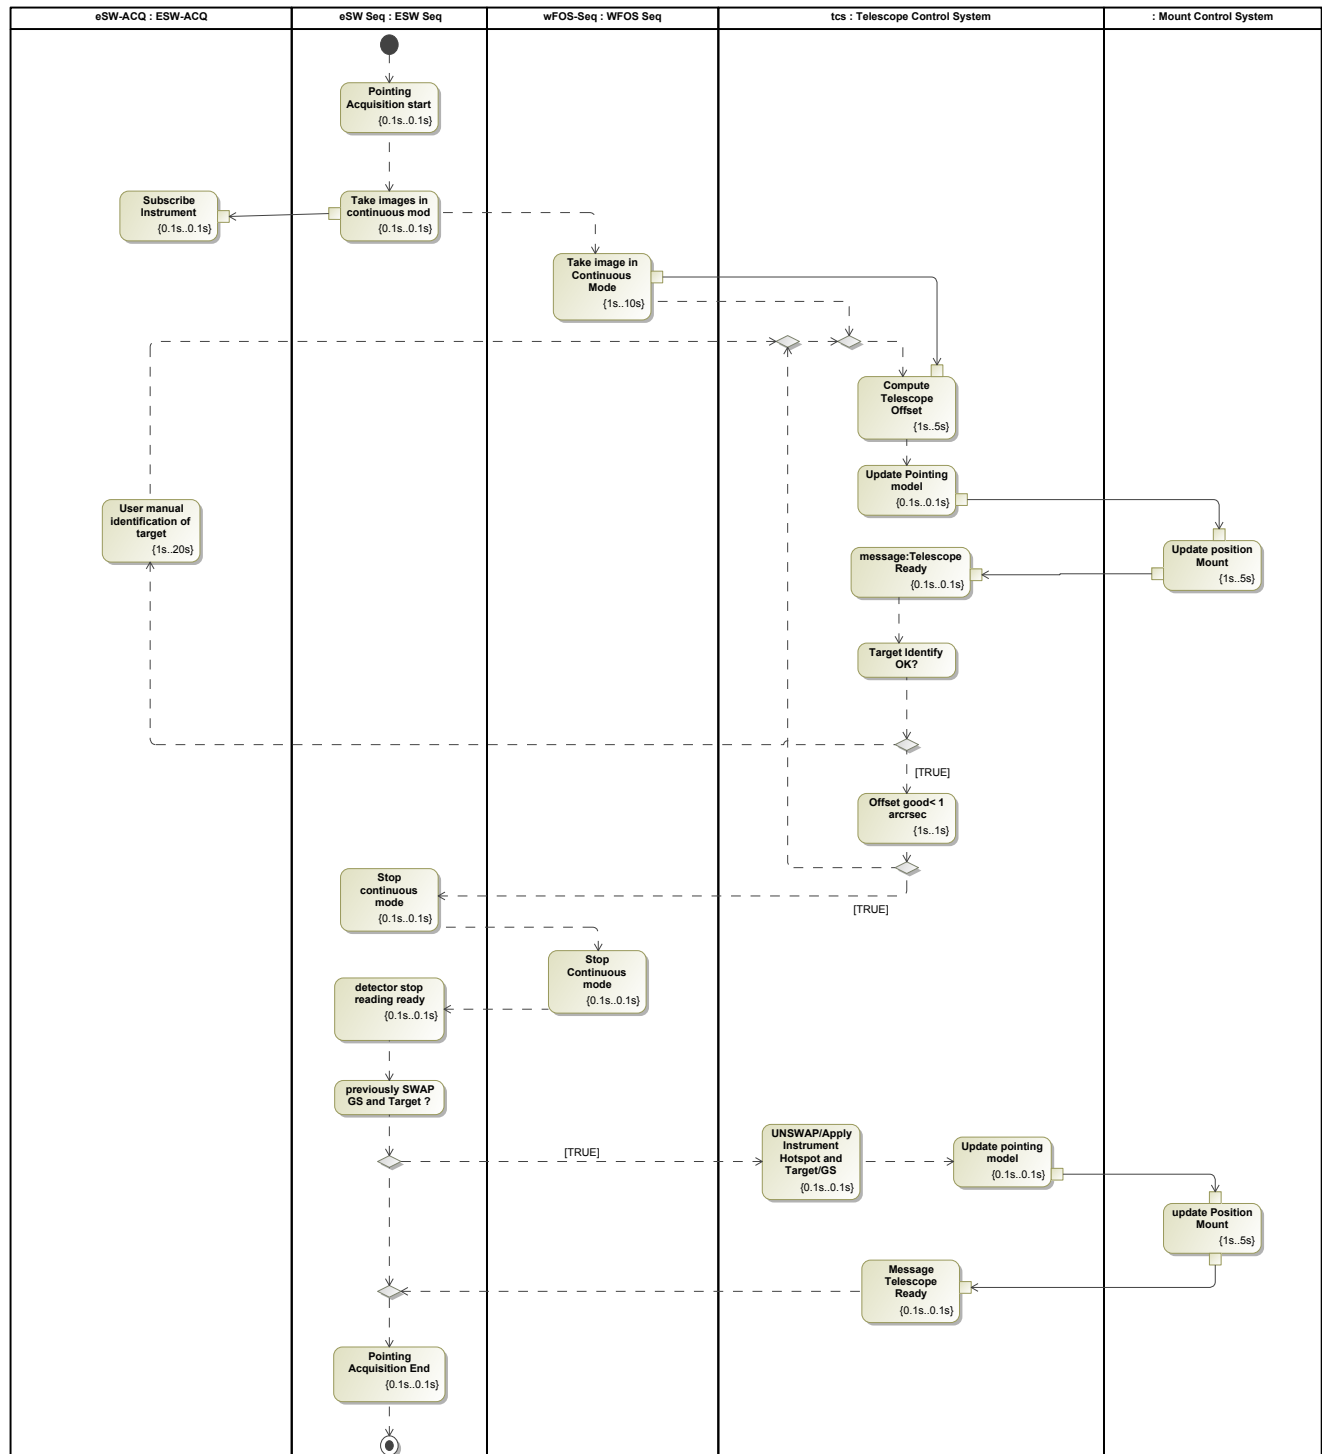 eSW-ACQ : ESW-ACQ
eSW Seq : ESW Seq
wFOS-Seq : WFOS Seq
tcs : Telescope Control System
: Mount Control System
Pointing
Acquisition start
{0.1s..0.1s}
Subscribe
Instrument
{0.1s..0.1s}
Take images in
continuous mod
{0.1s..0.1s}
Take image in
Continuous
Mode
{1s..10s}
Compute
Telescope
Offset
{1s..5s}
Update Pointing
model
{0.1s..0.1s}
User manual
identification of
target
{1s..20s}
Update position
Mount
{1s..5s}
message:Telescope
Ready
{0.1s..0.1s}
Target Identify
OK?
[TRUE]
Offset good< 1
arcrsec
{1s..1s}
Stop
continuous
mode
{0.1s..0.1s}
[TRUE]
Stop
Continuous
mode
{0.1s..0.1s}
detector stop
reading ready
{0.1s..0.1s}
previously SWAP
GS and Target ?
[TRUE]
UNSWAP/Apply
Instrument
Hotspot and
Target/GS
{0.1s..0.1s}
Update pointing
model
{0.1s..0.1s}
update Position
Mount
{1s..5s}
Message
Telescope
Ready
{0.1s..0.1s}
Pointing
Acquisition End
{0.1s..0.1s}